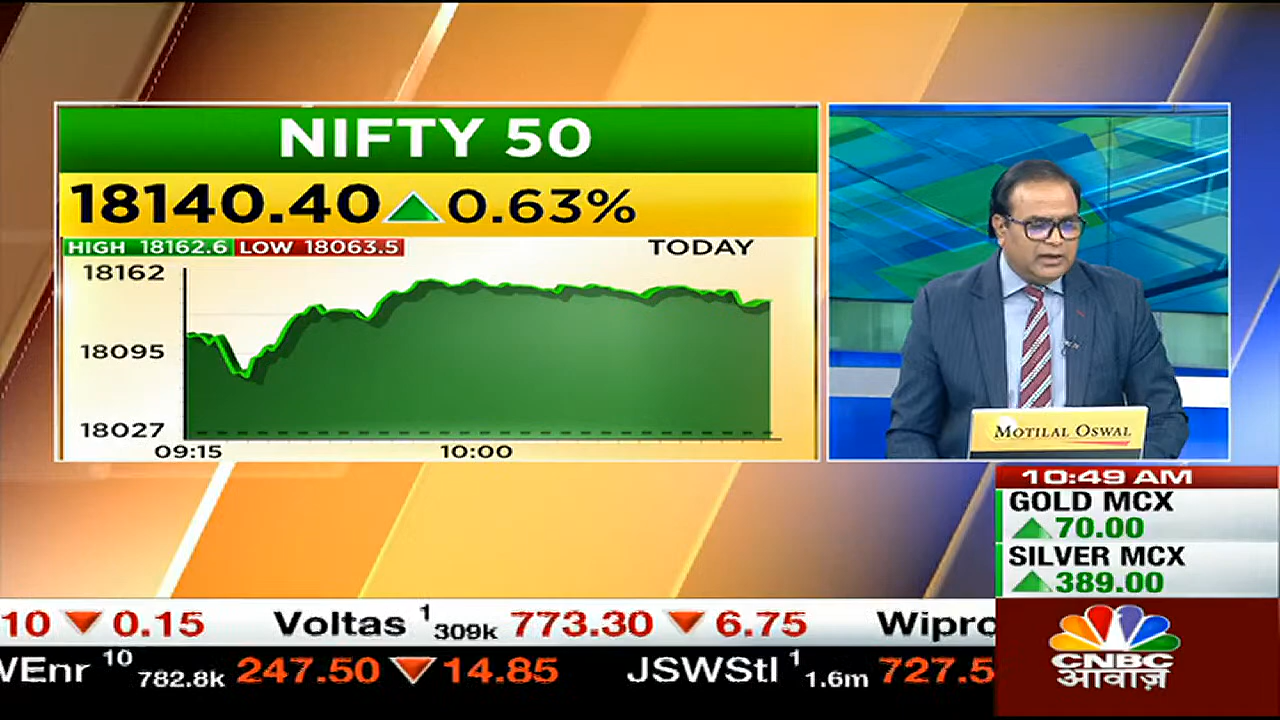 NIFTY 50
18140.40 0.63%
HIGH 18162.6 LOW 18063.5 TODAY
18162
18095
18027
09:15 10:00
MOTILAL OSWAL
10:49 AM
GOLD MCX
70.00
SILVER MCX
389.00
10 0.15 Voltas 1 309k 773.30 6.75 Wipro
WEnr 10 782.8k 247.50 14.85 JSWStl 1 1.6m 727.5
CNBC
आवाज़